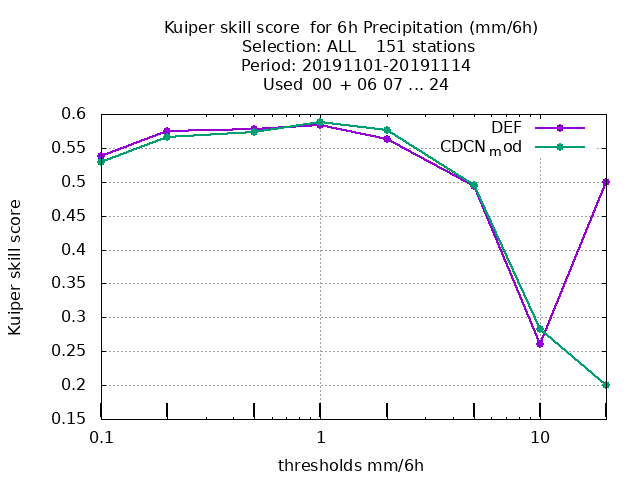 Kuiper skill score  for 6h Precipitation (mm/6h)
Selection: ALL    151 stations
Period: 20191101-20191114
Used  00 + 06 07 ... 24
DEF
CDCNmod
0.6
0.55
0.5
0.45
0.4
0.35
0.3
0.25
0.2
0.15
0.1
1
10
Kuiper skill score
thresholds mm/6h